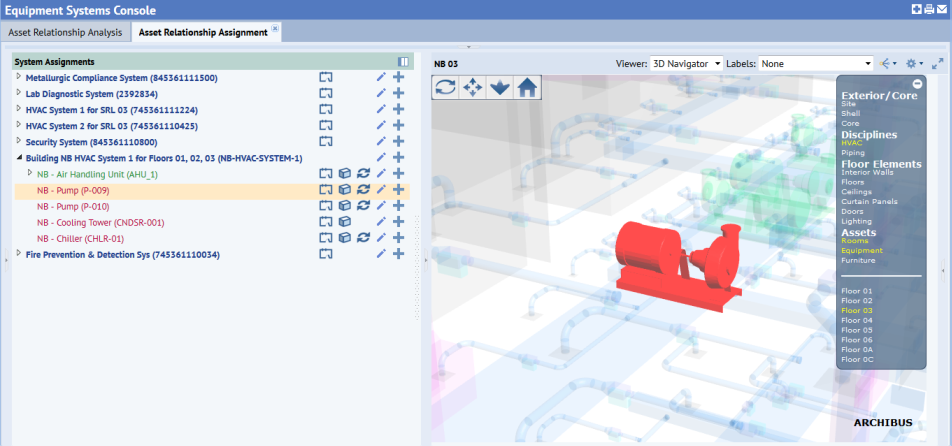 Equipment Systems Console
Asset Relationship Analysis
Asset Relationship Assignment
System Assignments
Metallurgic Compliance System (845361111500)
Lab Diagnostic System (2392834)
HVAC System 1 for SRL 03 (745361111224)
HVAC System 2 for SRL 03 (745361110425)
Security System (845361110800)
Building NB HVAC System 1 for Floors 01, 02, 03 (NB-HVAC-SYSTEM-1)
NB - Air Handling Unit (AHU_1)
NB - Pump (P-009)
NB - Pump (P-010)
NB - Cooling Tower (CNDSR-001)
NB - Chiller (CHLR-01)
Fire Prevention & Detection Sys (745361110034)
NB 03
Viewer: 3D Navigator
Labels: None
Exterior/Core
Site
Shell
Core
Disciplines
HVAC
Piping
Floor Elements
Interior Walls
Floors
Ceilings
Curtain Panels
Doors
Lighting
Assets
Rooms
Equipment
Furniture
Floor 01
Floor 02
Floor 03
Floor 04
Floor 05
Floor 06
Floor 0A
Floor 0C
ARCHIBUS